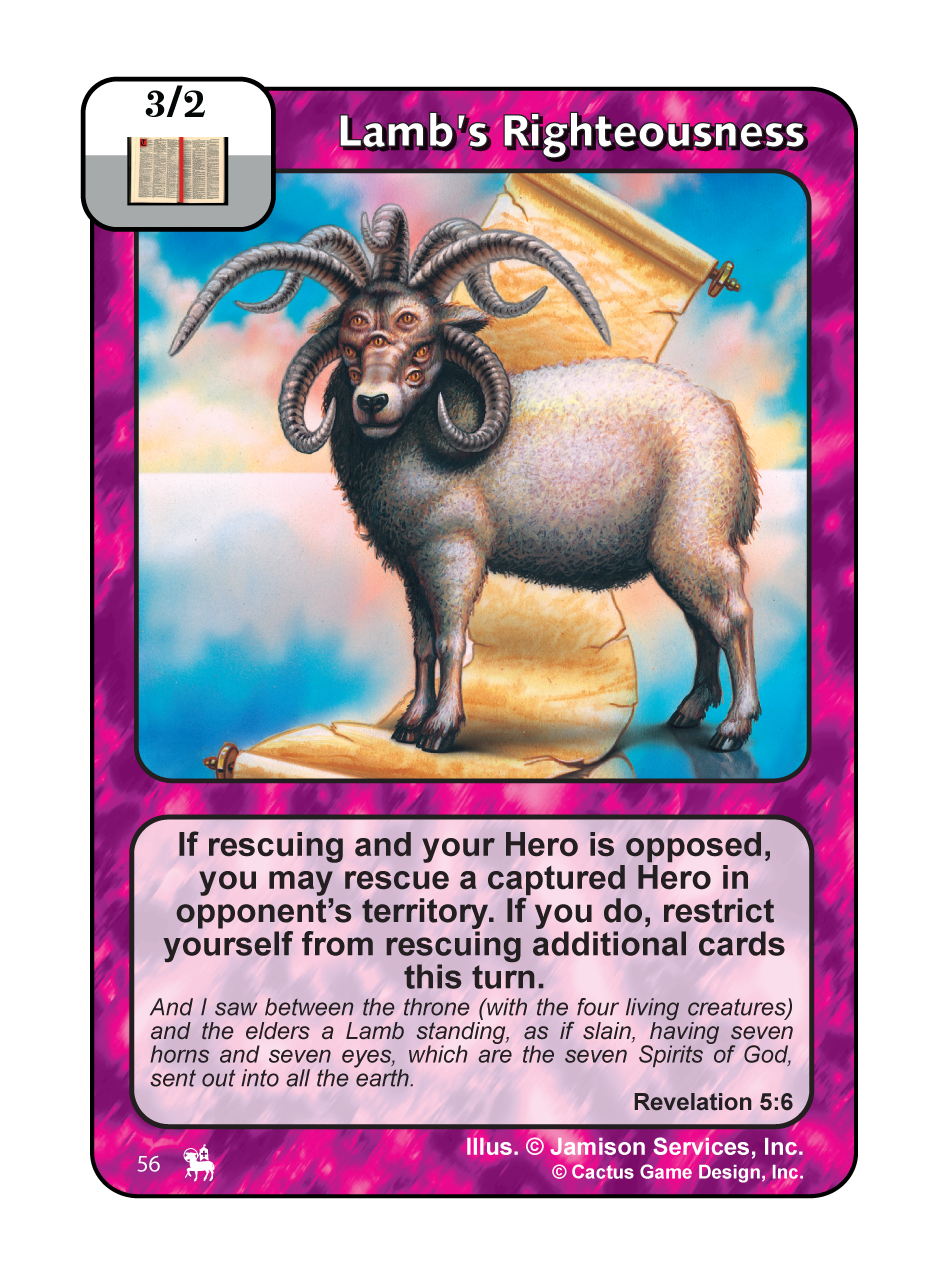 3/2
Lamb's Righteousness
If rescuing and your Hero is opposed,
you may rescue a captured Hero in
opponent’s territory. If you do, restrict
yourself from rescuing additional cards
this turn.
And I saw between the throne (with the four living creatures)
and the elders a Lamb standing, as if slain, having seven
horns and seven eyes, which are the seven Spirits of God,
sent out into all the earth.
Revelation 5:6
Illus. © Jamison Services, Inc.
56
© Cactus Game Design, Inc.